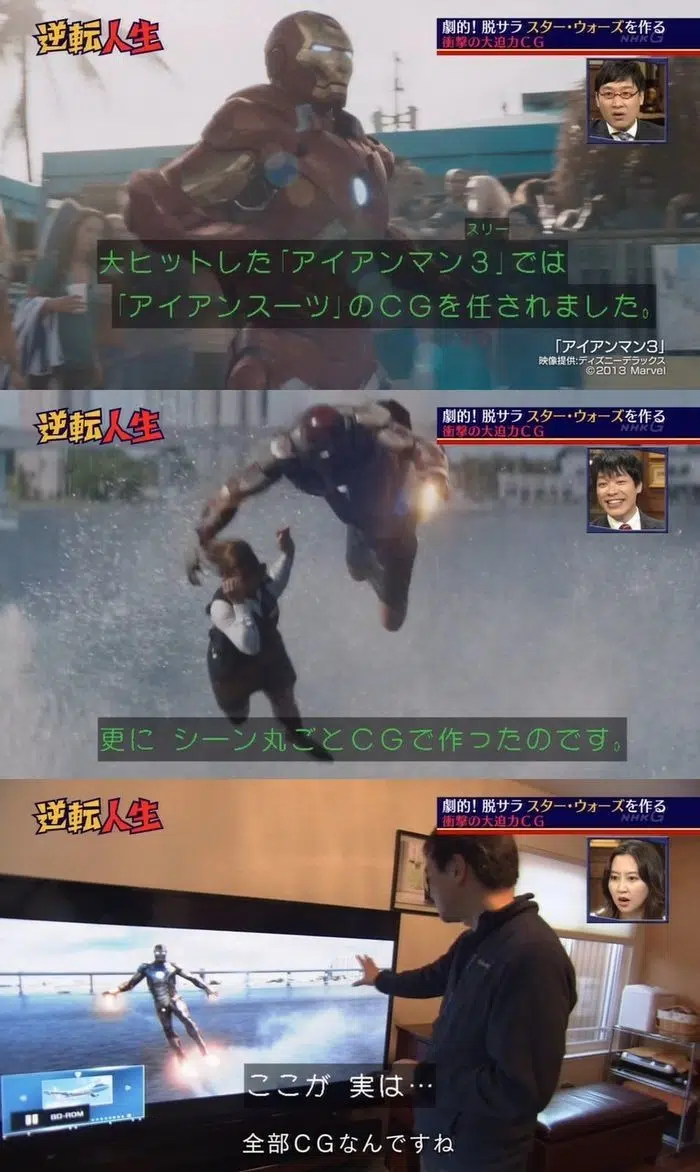 逆転人生
劇的!脱サラ スター・ウォーズを作る
衝撃の大迫力CG
NHKG
スリー
大ヒットした「アイアンマン3」では
「アイアンスーツ」のCGを任されました。
「アイアンマン3」
映像提供:ディズニーデラックス
©2013 Marvel
逆転人生
劇的!脱サラ スター・ウォーズを作る
衝撃の大迫力CG
NHKG
更に シーン丸ごとCGで作ったのです。
逆転人生
劇的!脱サラ スター・ウォーズを作る
衝撃の大迫力CG
NHKG
BD-ROM
ここが 実は…
全部CGなんですね